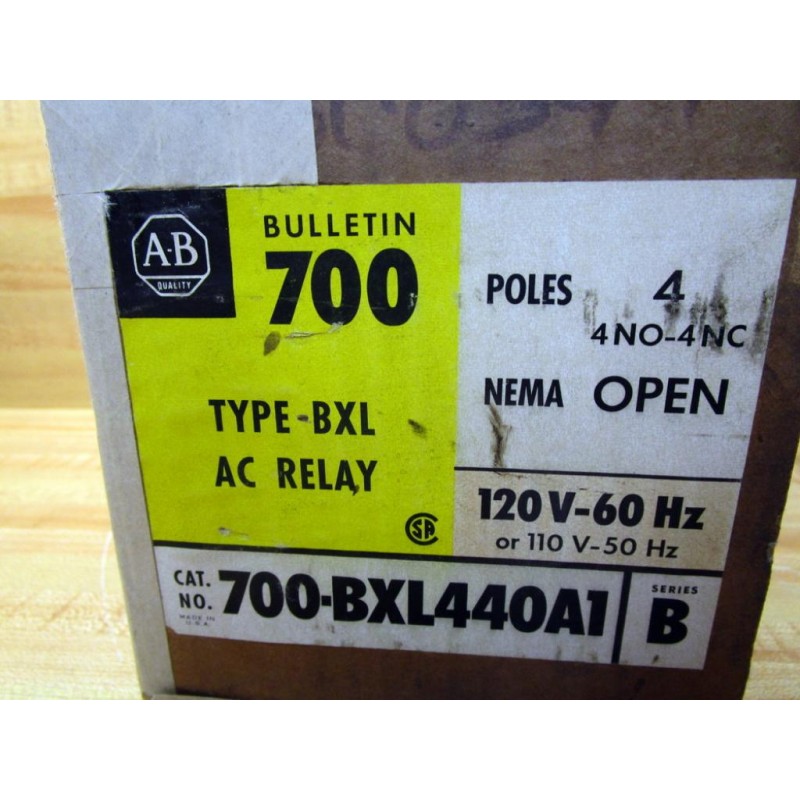 A-B
QUALITY
BULLETIN
700
TYPE-BXL
AC RELAY
SA
POLES 4
4NO-4NC
NEMA OPEN
120 V-60 Hz
or 110 V-50 Hz
CAT.
NO. 700-BXL440A1
MADE IN
U.S.A.
SERIES
B